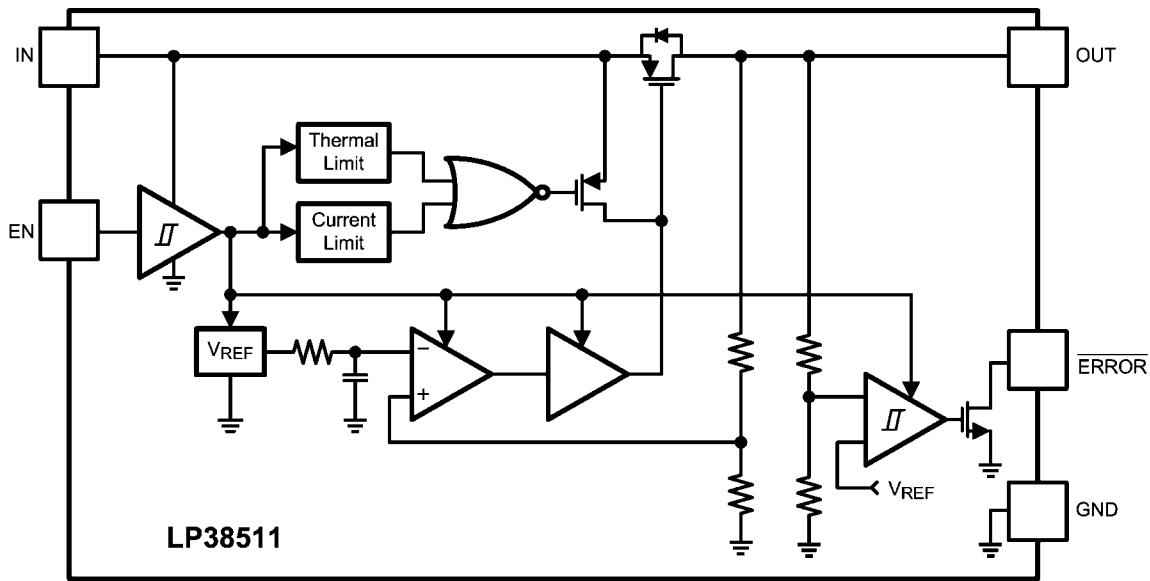 IN
OUT
Thermal
Limit
EN
Current
Limit
VREF
−
+
ERROR
VREF
GND
LP38511